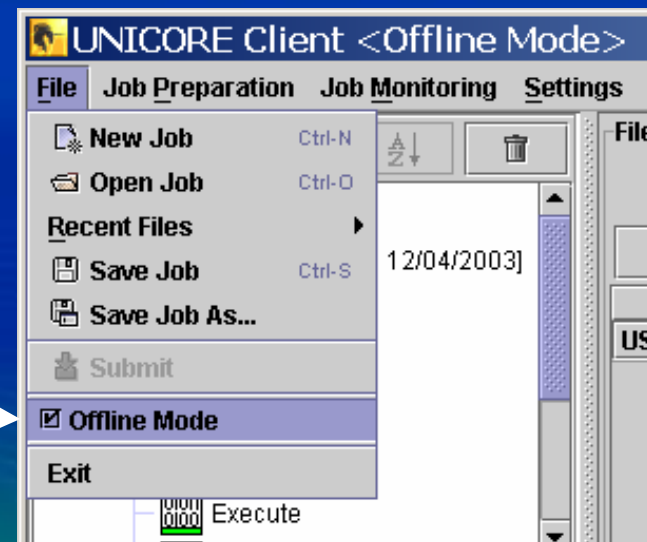 UNICORE Client <Offline Mode>
File Job Preparation Job Monitoring Settings
New Job Ctrl-N
Open Job Ctrl-O
Recent Files
Save Job Ctrl-S
Save Job As...
Submit
Offline Mode
Exit
A
Z
12/04/2003]
Execute
File
US